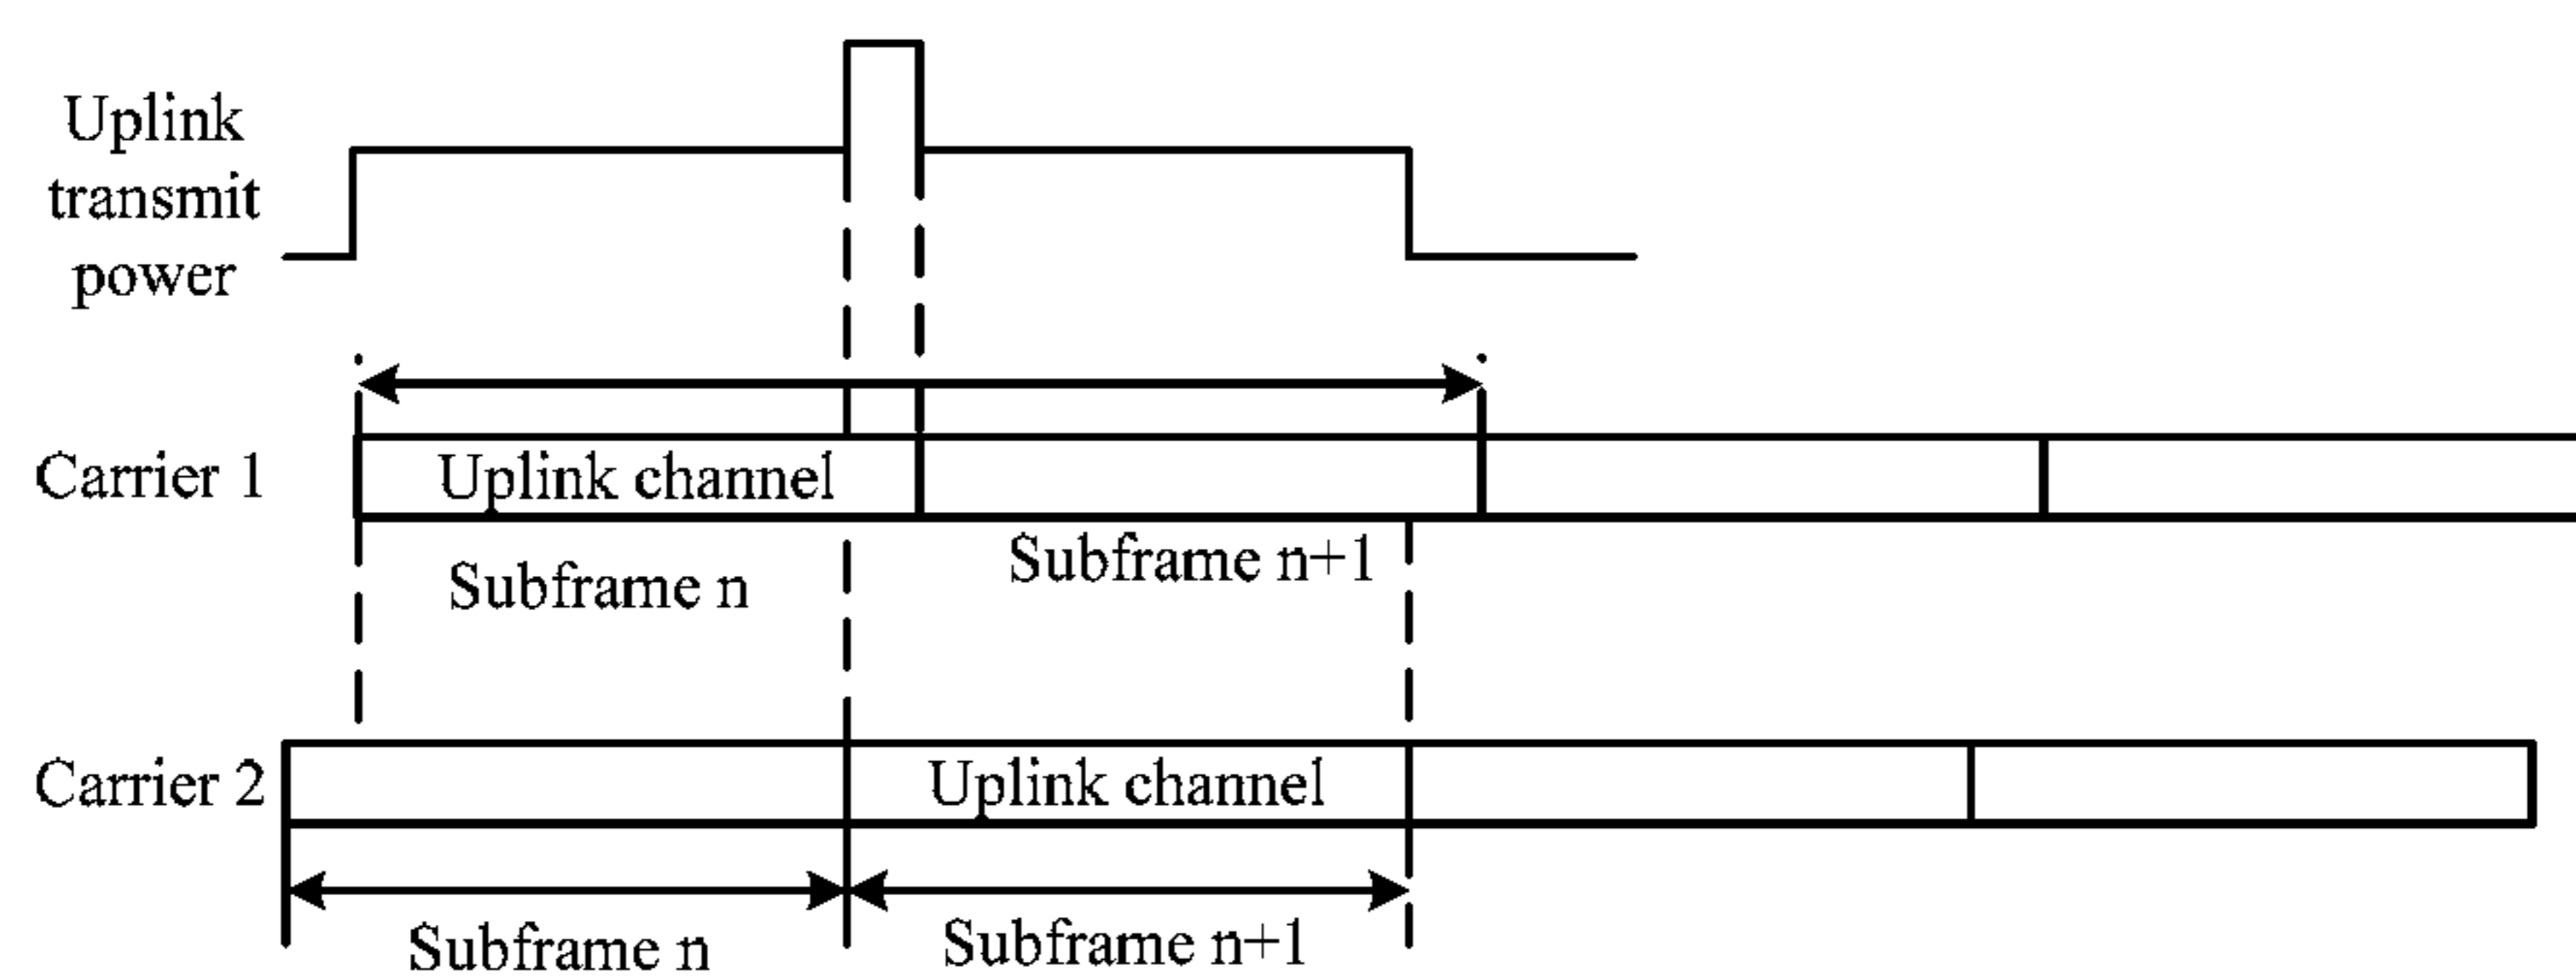 Uplink
transmit
power
Carrier 1
Uplink channel
Subframe n
Subframe n+1
Carrier 2
Uplink channel
Subframe n
Subframe n+1